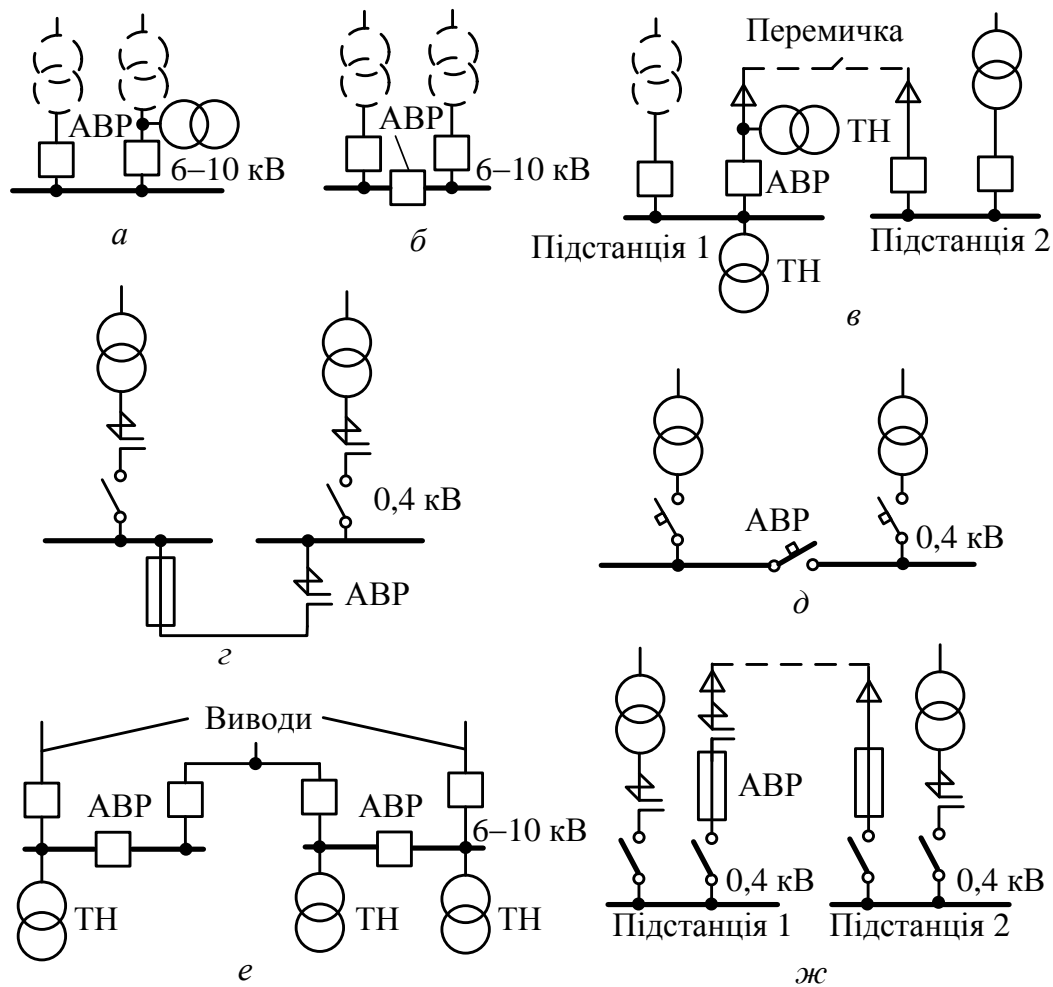 Перемичка
АВР
6–10 кВ
а
АВР
6–10 кВ
б
ТН
АВР
Підстанція 1
ТН
Підстанція 2
в
0,4 кВ
АВР
г
АВР
0,4 кВ
д
Виводи
АВР
АВР
6–10 кВ
ТН
ТН
ТН
е
АВР
0,4 кВ
0,4 кВ
Підстанція 1
Підстанція 2
ж